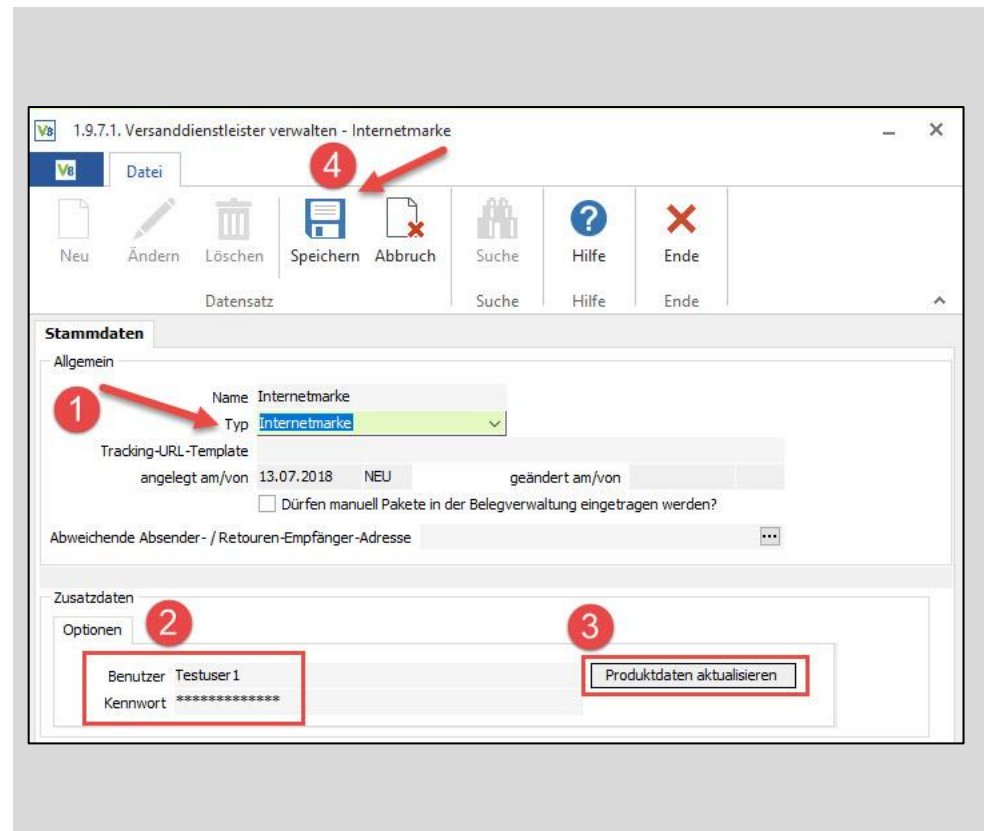 V8 1.9.7.1. Versanddienstleister verwalten - Internetmarke
V8 Datei 4
Neu Ändern Löschen Speichern Abbruch Suche Hilfe Ende
Datensatz Suche Hilfe Ende
Stammdaten
Allgemein
1
Name Internetmarke
Typ Internetmarke
Tracking-URL-Template
angelegt am/von 13.07.2018 NEU geändert am/von
Dürfen manuell Pakete in der Belegverwaltung eingetragen werden?
Abweichende Absender- / Retouren-Empfänger-Adresse ...
Zusatzdaten
Optionen 2 3
Benutzer Testuser1 Produktdaten aktualisieren
Kennwort *************